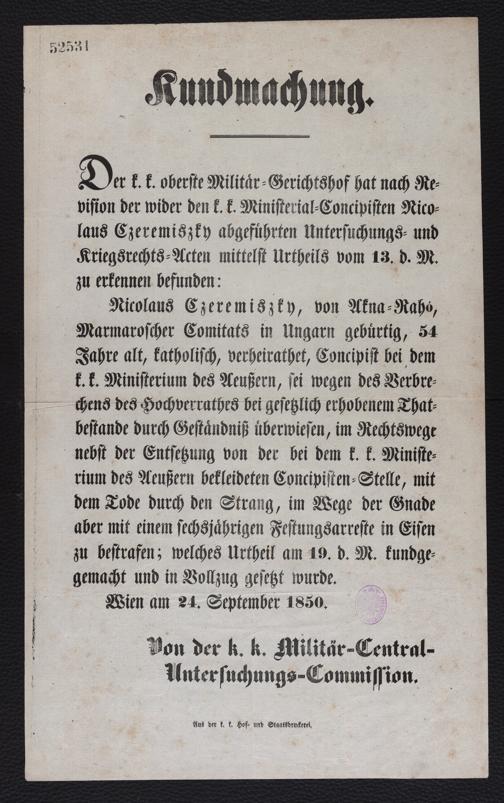 52531
Kundmachung.
Der k. k. oberste Militär-Gerichtshof hat nach Re-
vision der wider den k. k. Ministerial-Concipisten Nico-
laus Czeremiszky abgeführten Untersuchungs- und
Kriegsrechts-Acten mittelst Urtheils vom 13. d. M.
zu erkennen befunden:
Nicolaus Czeremiszky, von Akna-Rahó,
Marmaroscher Comitats in Ungarn gebürtig, 54
Jahre alt, katholisch, verheirathet, Concipist bei dem
k. k. Ministerium des Aeußern, sei wegen des Verbre-
chens des Hochverrathes bei gesetzlich erhobenem That-
bestande durch Geständniß überwiesen, im Rechtswege
nebst der Entsetzung von der bei dem k. k. Ministe-
rium des Aeußern bekleideten Concipisten-Stelle, mit
dem Tode durch den Strang, im Wege der Gnade
aber mit einem sechsjährigen Festungsarreste in Eisen
zu bestrafen; welches Urtheil am 19. d. M. kundge-
gemacht und in Vollzug gesetzt wurde.
Wien am 24. September 1850.
Von der k. k. Militär-Central-
Untersuchungs-Commission.
Aus der k. k. Hof- und Staatsdruckerei.